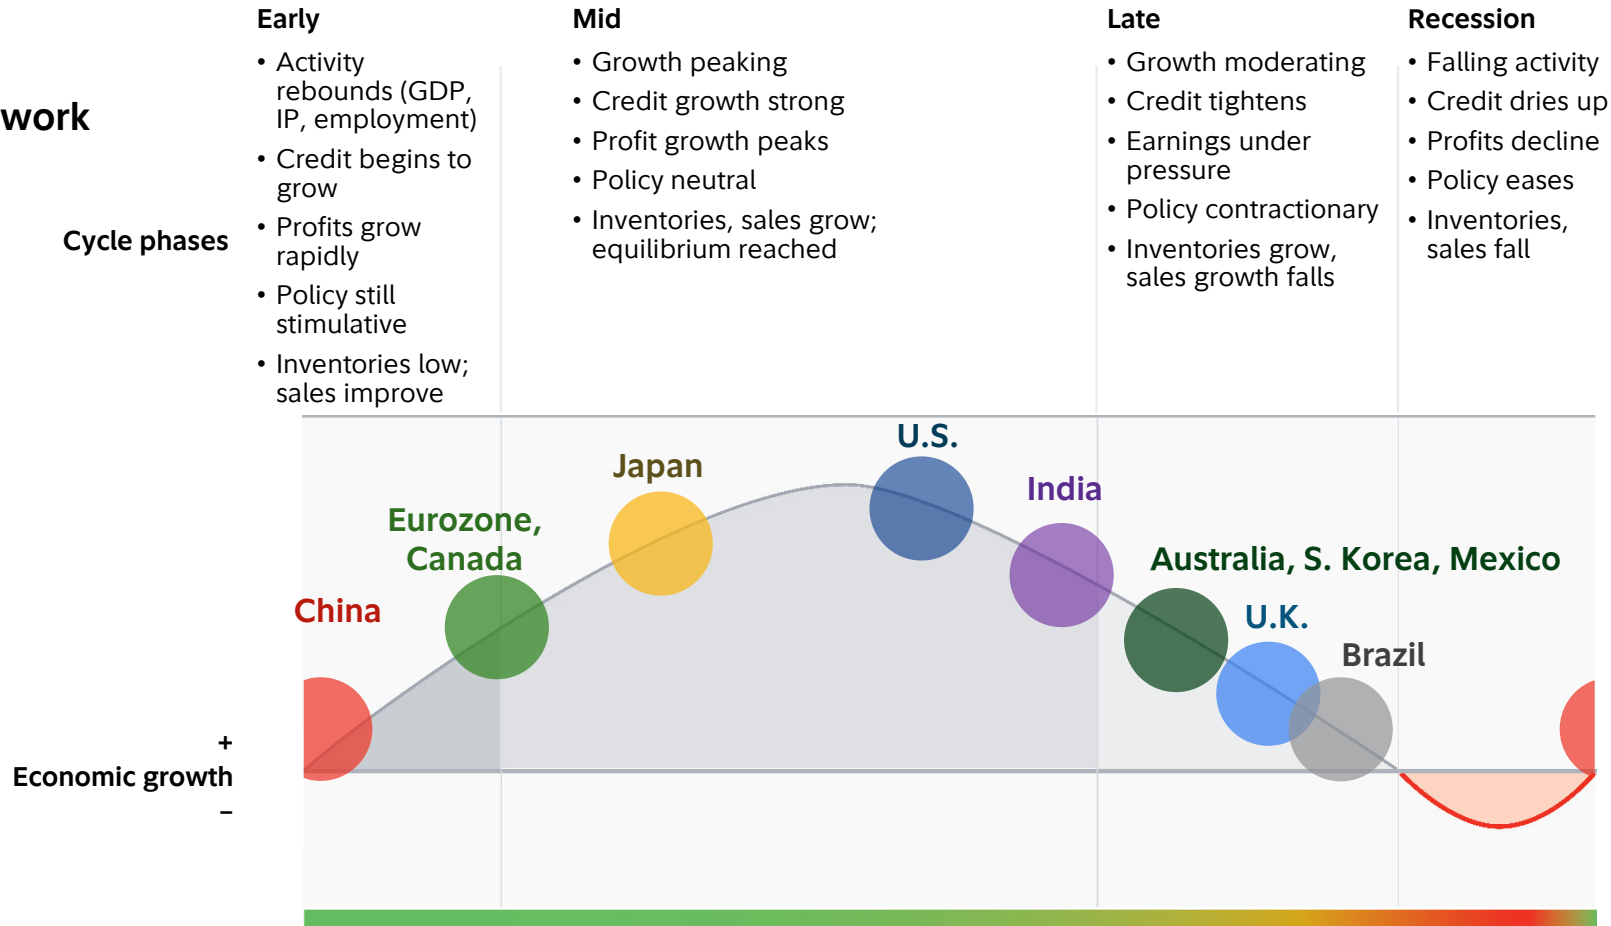 Early
• Activity
rebounds (GDP,
IP, employment)
• Credit begins to
grow
• Profits grow
rapidly
• Policy still
stimulative
• Inventories low;
sales improve
Mid
• Growth peaking
• Credit growth strong
• Profit growth peaks
• Policy neutral
• Inventories, sales grow;
equilibrium reached
Late
• Growth moderating
• Credit tightens
• Earnings under
pressure
• Policy contractionary
• Inventories grow,
sales growth falls
Recession
• Falling activity
• Credit dries up
• Profits decline
• Policy eases
• Inventories,
sales fall
work
Cycle phases
China
Eurozone,
Canada
Japan
U.S.
India
Australia, S. Korea, Mexico
U.K.
Brazil
+
Economic growth
–